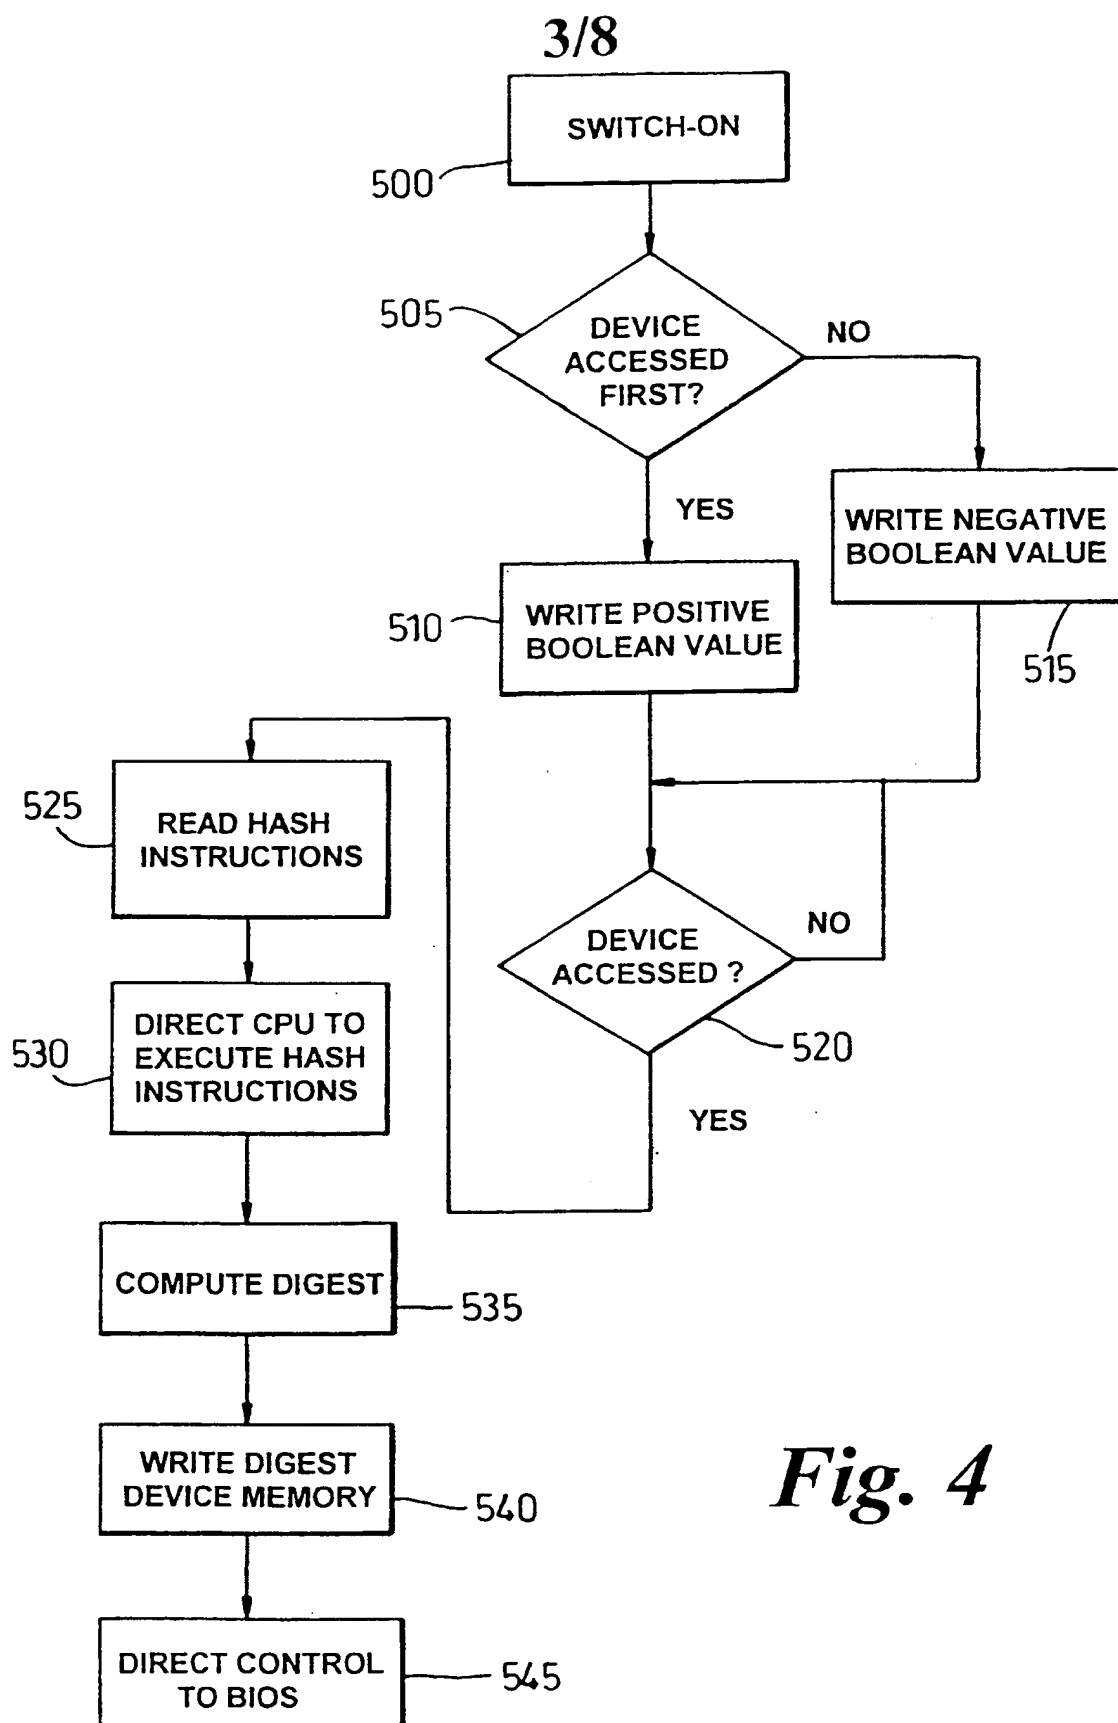 3/8
SWITCH-ON
500
505
DEVICE
ACCESSED
FIRST?
NO
YES
WRITE NEGATIVE
BOOLEAN VALUE
515
510
WRITE POSITIVE
BOOLEAN VALUE
525
READ HASH
INSTRUCTIONS
DEVICE
ACCESSED ?
NO
520
YES
530
DIRECT CPU TO
EXECUTE HASH
INSTRUCTIONS
COMPUTE DIGEST
535
WRITE DIGEST
DEVICE MEMORY
540
Fig. 4
DIRECT CONTROL
TO BIOS
545